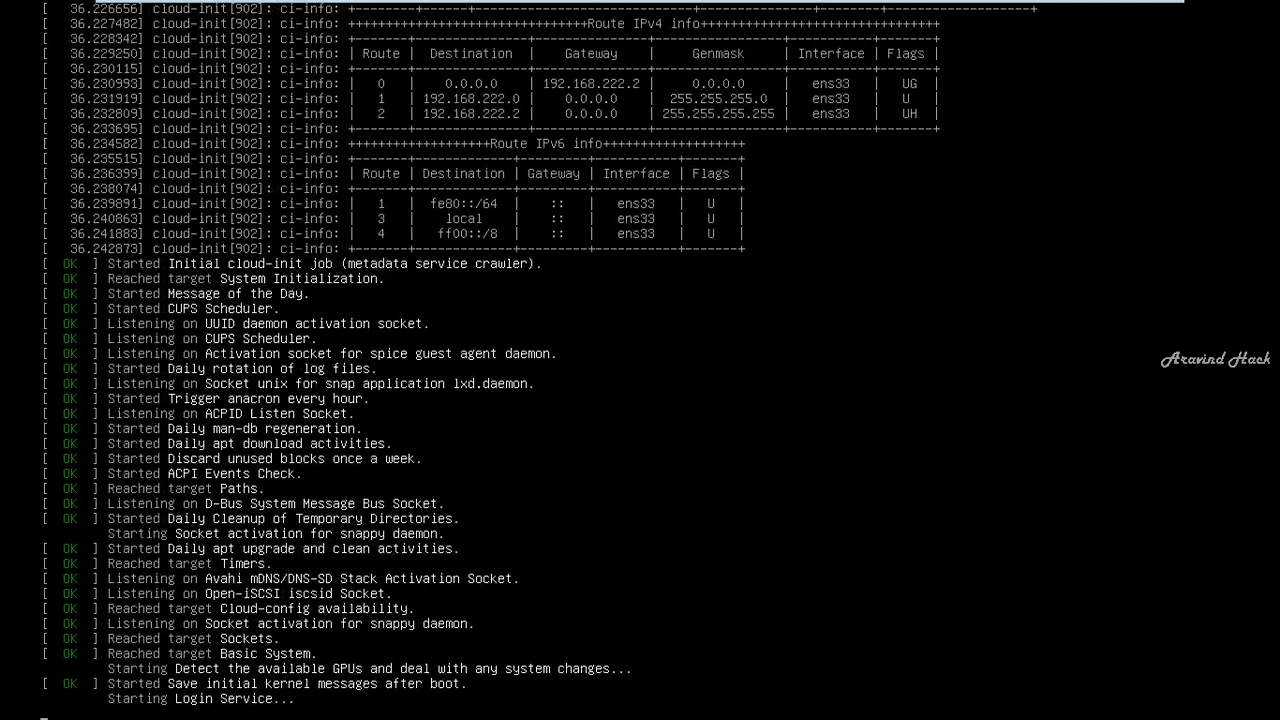 36.226656] cloud-init[902]: ci-info: +--------+------+------------------------------------------+---------------+--------+-------------------+
36.227482] cloud-init[902]: ci-info: +++++++++++++++++++++++++++++++Route IPv4 info++++++++++++++++++++++++++++++++
36.228342] cloud-init[902]: ci-info: +-------+---------------+---------------+-----------------+-----------+-------+
36.229250] cloud-init[902]: ci-info: | Route | Destination | Gateway | Genmask | Interface | Flags |
36.230115] cloud-init[902]: ci-info: +-------+---------------+---------------+-----------------+-----------+-------+
36.230993] cloud-init[902]: ci-info: | 0 | 0.0.0.0 | 192.168.222.2 | 0.0.0.0 | ens33 | UG |
36.231919] cloud-init[902]: ci-info: | 1 | 192.168.222.0 | 0.0.0.0 | 255.255.255.0 | ens33 | U |
36.232809] cloud-init[902]: ci-info: | 2 | 192.168.222.2 | 0.0.0.0 | 255.255.255.255 | ens33 | UH |
36.233695] cloud-init[902]: ci-info: +-------+---------------+---------------+-----------------+-----------+-------+
36.234582] cloud-init[902]: ci-info: +++++++++++++++++++Route IPv6 info+++++++++++++++++++
36.235515] cloud-init[902]: ci-info: +-------+-------------+---------+-----------+-------+
36.236399] cloud-init[902]: ci-info: | Route | Destination | Gateway | Interface | Flags |
36.238074] cloud-init[902]: ci-info: +-------+-------------+---------+-----------+-------+
36.239891] cloud-init[902]: ci-info: | 1 | fe80::/64 | :: | ens33 | U |
36.240863] cloud-init[902]: ci-info: | 3 | local | :: | ens33 | U |
36.241883] cloud-init[902]: ci-info: | 4 | ff00::/8 | :: | ens33 | U |
36.242873] cloud-init[902]: ci-info: +-------+-------------+---------+-----------+-------+
[ OK ] Started Initial cloud-init job (metadata service crawler).
[ OK ] Reached target System Initialization.
[ OK ] Started Message of the Day.
[ OK ] Started CUPS Scheduler.
[ OK ] Listening on UUID daemon activation socket.
[ OK ] Listening on CUPS Scheduler.
[ OK ] Listening on Activation socket for spice guest agent daemon.
[ OK ] Started Daily rotation of log files.
[ OK ] Listening on Socket unix for snap application lxd.daemon.
[ OK ] Started Trigger anacron every hour.
[ OK ] Listening on ACPID Listen Socket.
[ OK ] Started Daily man-db regeneration.
[ OK ] Started Daily apt download activities.
[ OK ] Started Discard unused blocks once a week.
[ OK ] Started ACPI Events Check.
[ OK ] Reached target Paths.
[ OK ] Listening on D-Bus System Message Bus Socket.
[ OK ] Started Daily Cleanup of Temporary Directories.
Starting Socket activation for snappy daemon.
[ OK ] Started Daily apt upgrade and clean activities.
[ OK ] Reached target Timers.
[ OK ] Listening on Avahi mDNS/DNS-SD Stack Activation Socket.
[ OK ] Listening on Open-iSCSI iscsid Socket.
[ OK ] Reached target Cloud-config availability.
[ OK ] Listening on Socket activation for snappy daemon.
[ OK ] Reached target Sockets.
[ OK ] Reached target Basic System.
Starting Detect the available GPUs and deal with any system changes...
[ OK ] Started Save initial kernel messages after boot.
Starting Login Service...
Aravind Hack